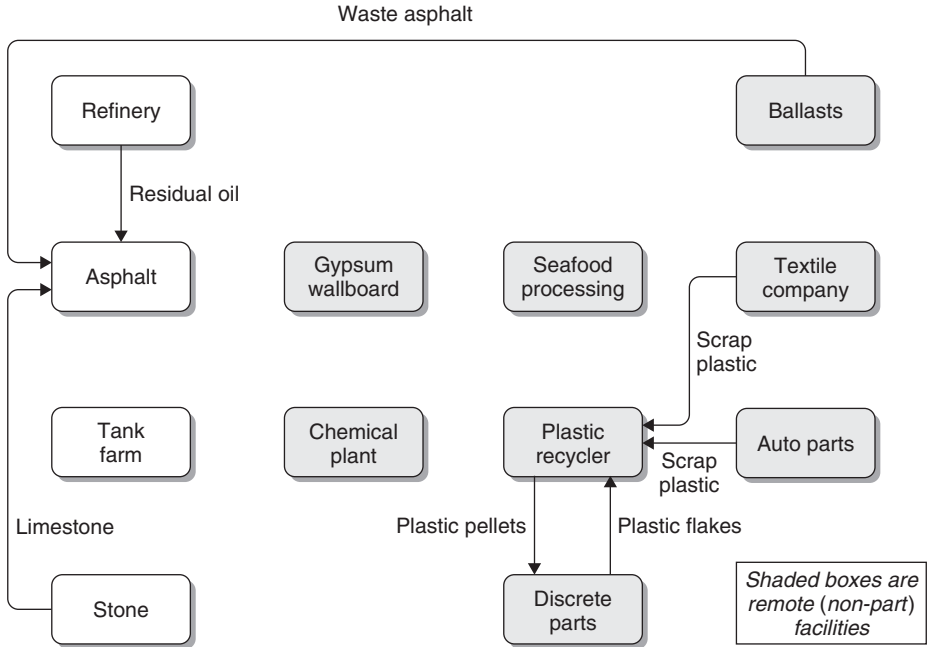 Waste asphalt
Refinery
Ballasts
Residual oil
Asphalt
Gypsum
wallboard
Seafood
processing
Textile
company
Scrap
plastic
Tank
farm
Chemical
plant
Plastic
recycler
Auto parts
Scrap
plastic
Limestone
Plastic pellets
Plastic flakes
Stone
Discrete
parts
Shaded boxes are
remote (non-part)
facilities